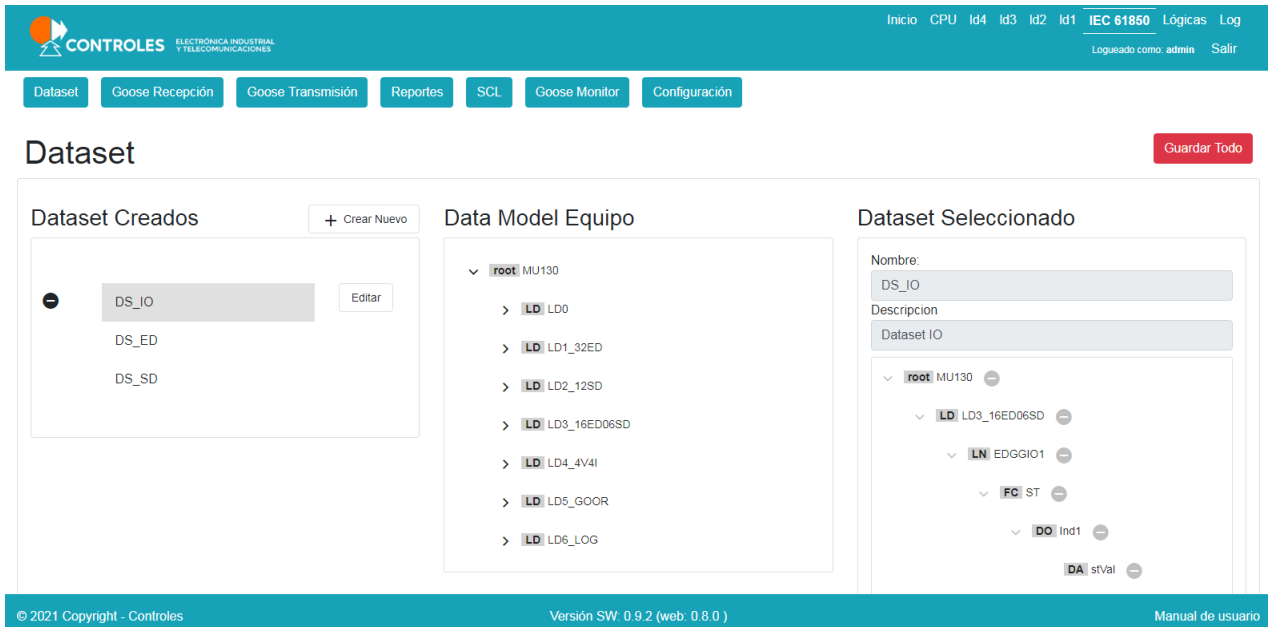 CONTROLES ELECTRÓNICA INDUSTRIAL Y TELECOMUNICACIONES
Inicio CPU Id4 Id3 Id2 Id1 IEC 61850 Lógicas Log
Logueado como: admin Salir
Dataset Goose Recepción Goose Transmisión Reportes SCL Goose Monitor Configuración
Dataset
Guardar Todo
Dataset Creados
+ Crear Nuevo
DS_IO
Editar
DS_ED
DS_SD
Data Model Equipo
root MU130
LD LD0
LD LD1_32ED
LD LD2_12SD
LD LD3_16ED06SD
LD LD4_4V4I
LD LD5_GOOR
LD LD6_LOG
Dataset Seleccionado
Nombre:
DS_IO
Descripcion
Dataset IO
root MU130
LD LD3_16ED06SD
LN EDGGIO1
FC ST
DO Ind1
DA stVal
© 2021 Copyright - Controles
Versión SW: 0.9.2 (web: 0.8.0 )
Manual de usuario